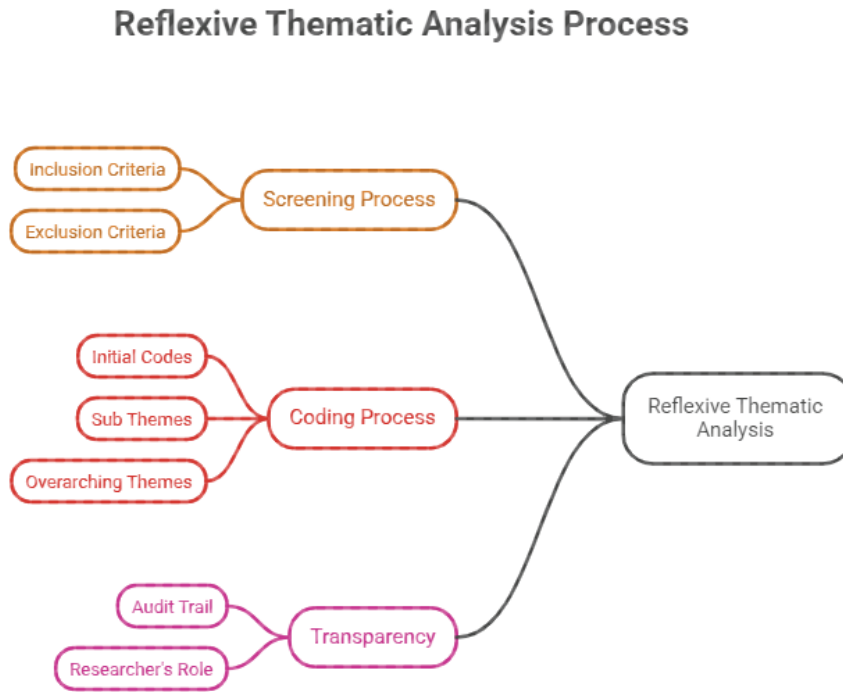 Reflexive Thematic Analysis Process
Inclusion Criteria
Exclusion Criteria
Screening Process
Initial Codes
Sub Themes
Overarching Themes
Coding Process
Reflexive Thematic
Analysis
Audit Trail
Researcher's Role
Transparency